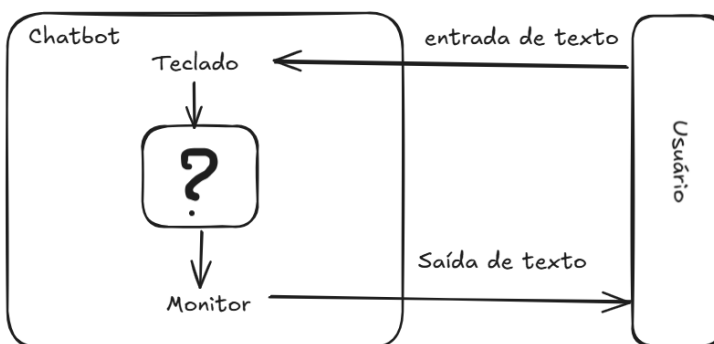 Chatbot
entrada de texto
Teclado
?
Usuário
Saída de texto
Monitor